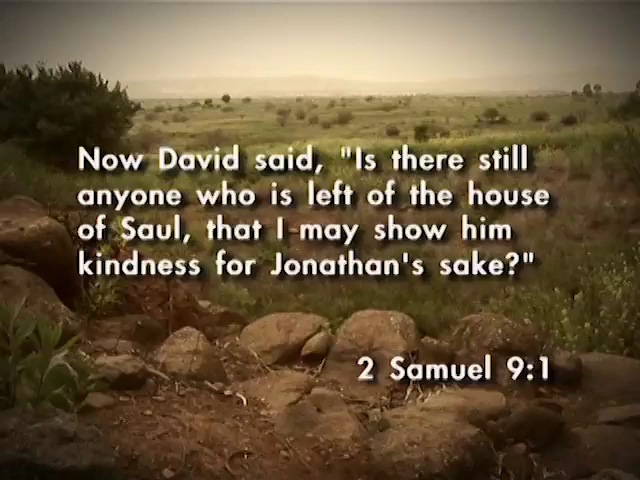 Now David said, "Is there still
anyone who is left of the house
of Saul, that I may show him
kindness for Jonathan's sake?"
2 Samuel 9:1